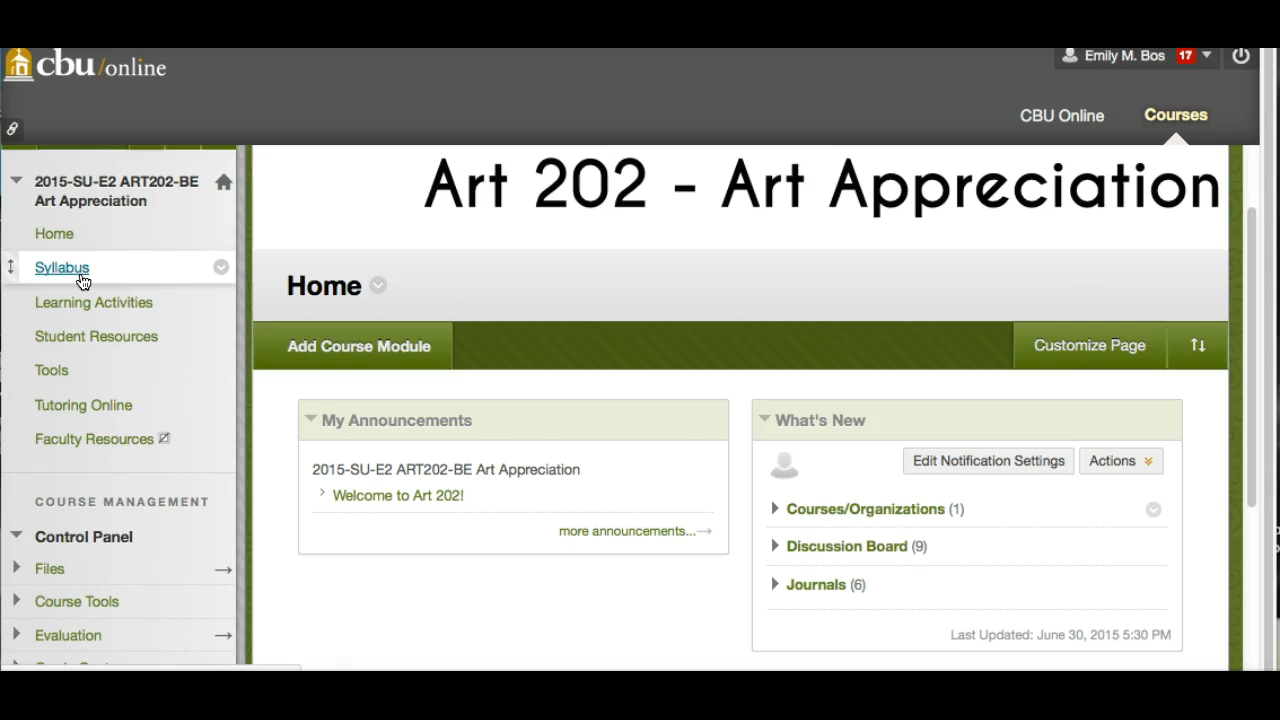 cbu/online
Emily M. Bos 17
CBU Online
Courses
2015-SU-E2 ART202-BE
Art Appreciation
Home
Syllabus
Learning Activities
Student Resources
Tools
Tutoring Online
Faculty Resources
COURSE MANAGEMENT
Control Panel
Files
Course Tools
Evaluation
Art 202 - Art Appreciation
Home
Add Course Module
Customize Page
My Announcements
2015-SU-E2 ART202-BE Art Appreciation
Welcome to Art 202!
more announcements...
What's New
Edit Notification Settings
Actions
Courses/Organizations (1)
Discussion Board (9)
Journals (6)
Last Updated: June 30, 2015 5:30 PM